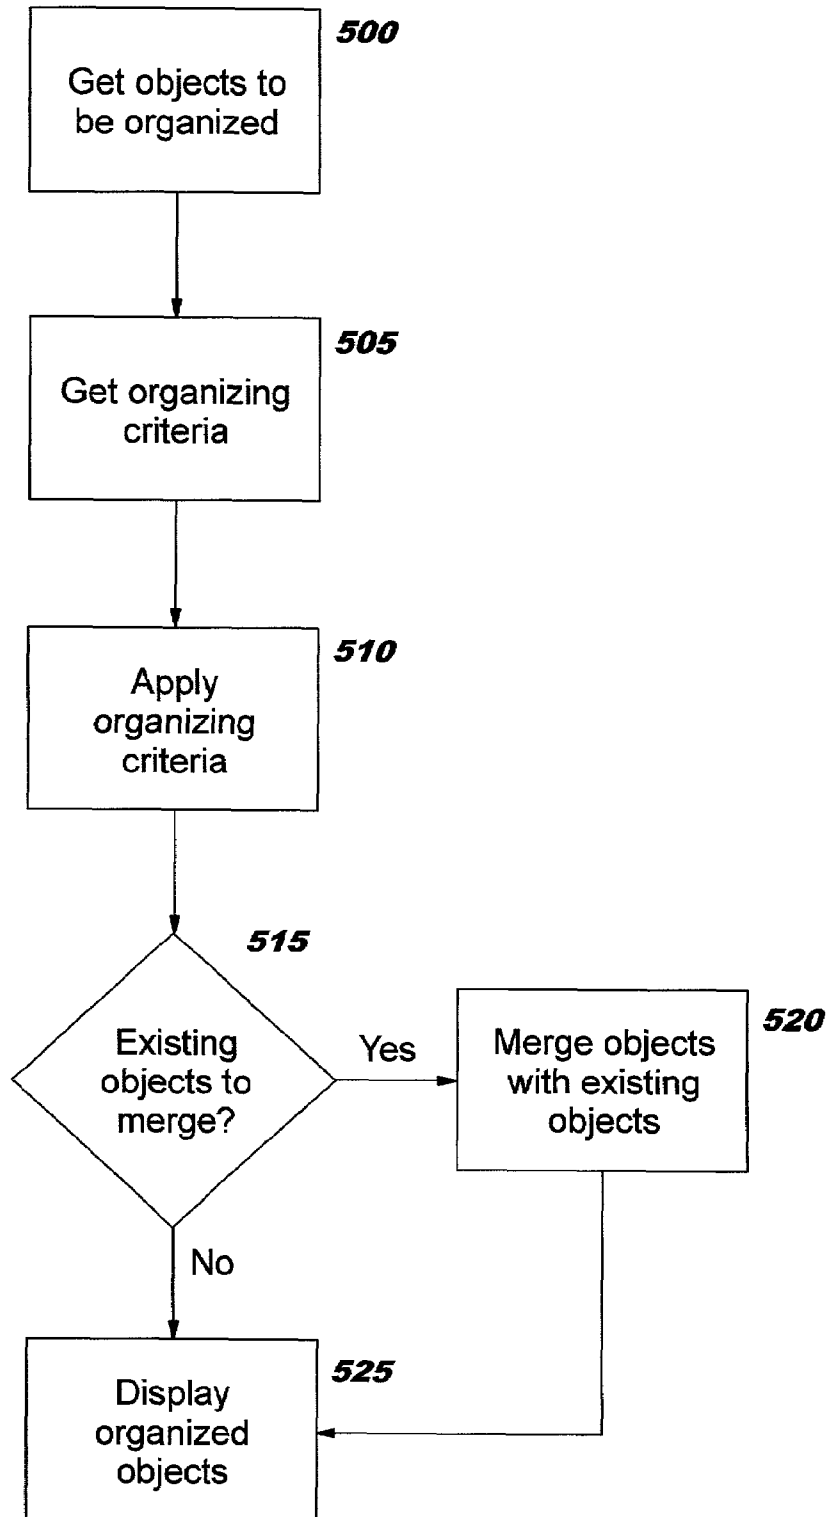 500
Get objects to
be organized
505
Get organizing
criteria
510
Apply
organizing
criteria
515
Existing
objects to
merge?
Yes
520
Merge objects
with existing
objects
No
525
Display
organized
objects